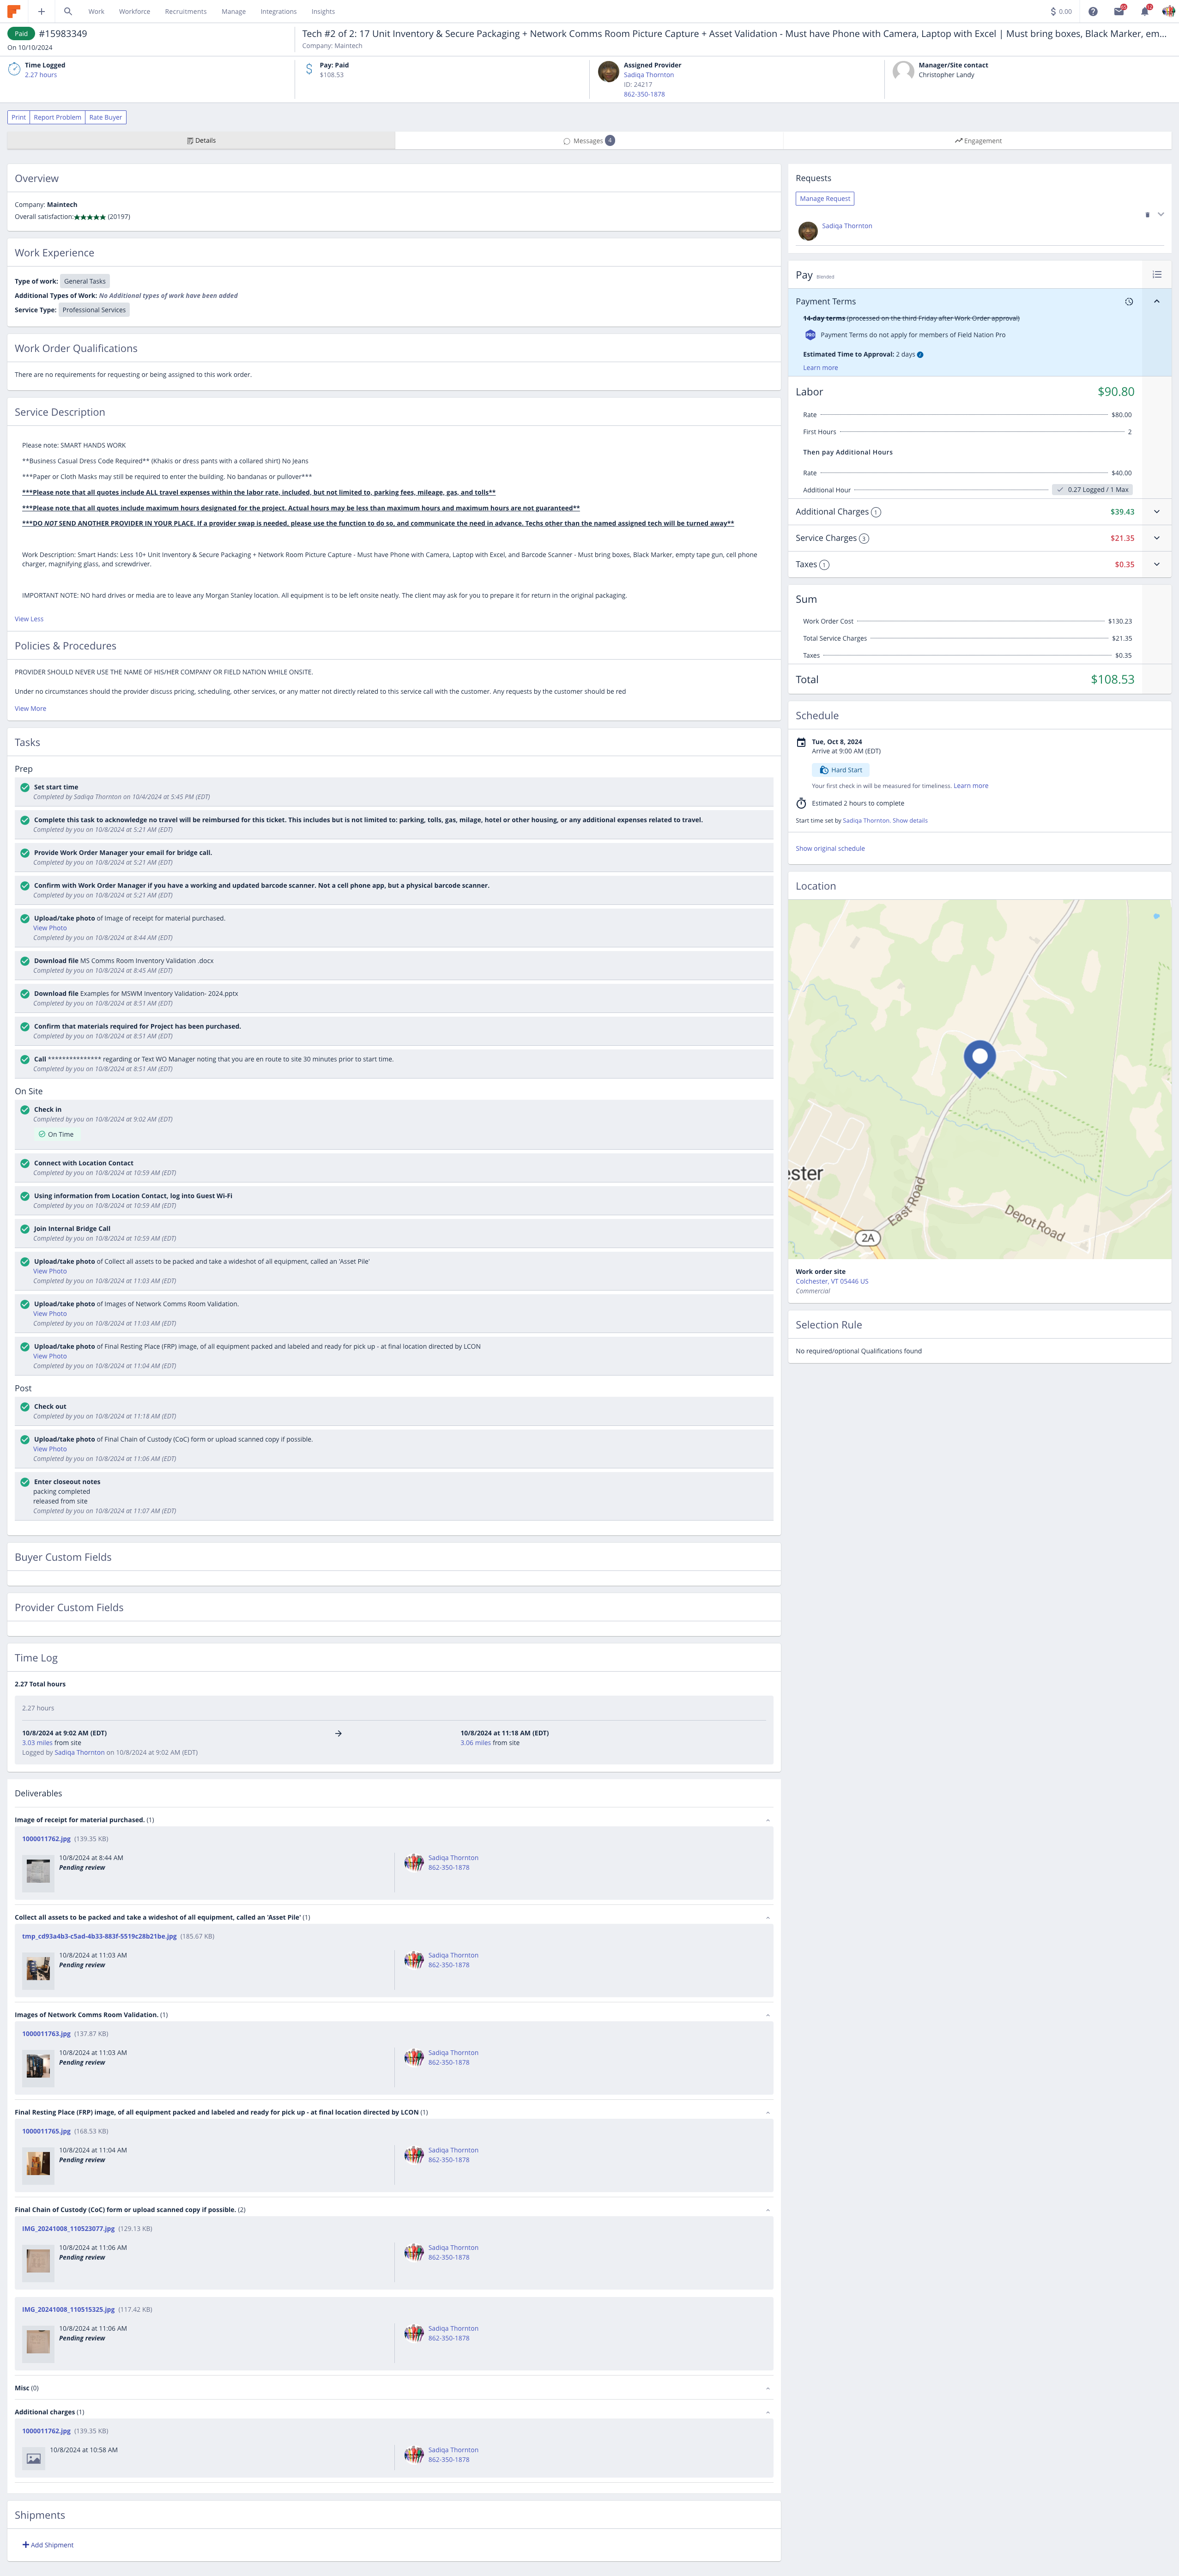 Work Workforce Recruitments Manage Integrations Insights
$ 0.00
Paid #15983349
On 10/10/2024
Tech #2 of 2: 17 Unit Inventory & Secure Packaging + Network Comms Room Picture Capture + Asset Validation - Must have Phone with Camera, Laptop with Excel | Must bring boxes, Black Marker, em...
Company: Maintech
Time Logged
2.27 hours
Pay: Paid
$108.53
Assigned Provider
Sadiqa Thornton
ID: 24217
862-350-1878
Manager/Site contact
Christopher Landy
Print Report Problem Rate Buyer
Details
Messages 4
Engagement
Overview
Company: Maintech
Overall satisfaction:★★★★★ (20197)
Work Experience
Type of work: General Tasks
Additional Types of Work: No Additional types of work have been added
Service Type: Professional Services
Work Order Qualifications
There are no requirements for requesting or being assigned to this work order.
Service Description
Please note: SMART HANDS WORK
**Business Casual Dress Code Required** (Khakis or dress pants with a collared shirt) No Jeans
***Paper or Cloth Masks may still be required to enter the building. No bandanas or pullover***
***Please note that all quotes include ALL travel expenses within the labor rate, included, but not limited to, parking fees, mileage, gas, and tolls**
***Please note that all quotes include maximum hours designated for the project. Actual hours may be less than maximum hours and maximum hours are not guaranteed**
***DO NOT SEND ANOTHER PROVIDER IN YOUR PLACE. If a provider swap is needed, please use the function to do so, and communicate the need in advance. Techs other than the named assigned tech will be turned away**
Work Description: Smart Hands: Less 10+ Unit Inventory & Secure Packaging + Network Comms Room Picture Capture - Must have Phone with Camera, Laptop with Excel, and Barcode Scanner - Must bring boxes, Black Marker, empty tape gun, cell phone
charger, magnifying glass, and screwdriver.
IMPORTANT NOTE: NO hard drives or media are to leave any Morgan Stanley location. All equipment is to be left onsite neatly. The client may ask for you to prepare it for return in the original packaging.
View Less
Policies & Procedures
PROVIDER SHOULD NEVER USE THE NAME OF HIS/HER COMPANY OR FIELD NATION WHILE ONSITE.
Under no circumstances should the provider discuss pricing, scheduling, other services, or any matter not directly related to this service call with the customer. Any requests by the customer should be red
View More
Tasks
Prep
Set start time
Completed by Sadiqa Thornton on 10/4/2024 at 5:45 PM (EDT)
Complete this task to acknowledge no travel will be reimbursed for this ticket. This includes but is not limited to: parking, tolls, gas, milage, hotel or other housing, or any additional expenses related to travel.
Completed by you on 10/8/2024 at 5:21 AM (EDT)
Provide Work Order Manager your email for bridge call.
Completed by you on 10/8/2024 at 5:21 AM (EDT)
Confirm with Work Order Manager if you have a working and updated barcode scanner. Not a cell phone app, but a physical barcode scanner.
Completed by you on 10/8/2024 at 5:21 AM (EDT)
Upload/take photo of Image of receipt for material purchased.
View Photo
Completed by you on 10/8/2024 at 8:44 AM (EDT)
Download file MS Comms Room Inventory Validation .docx
Completed by you on 10/8/2024 at 8:45 AM (EDT)
Download file Examples for MSWM Inventory Validation- 2024.pptx
Completed by you on 10/8/2024 at 8:51 AM (EDT)
Confirm that materials required for Project has been purchased.
Completed by you on 10/8/2024 at 8:51 AM (EDT)
Call *************** regarding or Text WO Manager noting that you are en route to site 30 minutes prior to start time.
Completed by you on 10/8/2024 at 8:51 AM (EDT)
On Site
Check in
Completed by you on 10/8/2024 at 9:02 AM (EDT)
On Time
Connect with Location Contact
Completed by you on 10/8/2024 at 10:59 AM (EDT)
Using information from Location Contact, log into Guest Wi-Fi
Completed by you on 10/8/2024 at 10:59 AM (EDT)
Join Internal Bridge Call
Completed by you on 10/8/2024 at 10:59 AM (EDT)
Upload/take photo of Collect all assets to be packed and take a wideshot of all equipment, called an 'Asset Pile'
View Photo
Completed by you on 10/8/2024 at 11:03 AM (EDT)
Upload/take photo of Images of Network Comms Room Validation.
View Photo
Completed by you on 10/8/2024 at 11:03 AM (EDT)
Upload/take photo of Final Resting Place (FRP) image, of all equipment packed and labeled and ready for pick up - at final location directed by LCON
View Photo
Completed by you on 10/8/2024 at 11:04 AM (EDT)
Post
Check out
Completed by you on 10/8/2024 at 11:18 AM (EDT)
Upload/take photo of Final Chain of Custody (CoC) form or upload scanned copy if possible.
View Photo
Completed by you on 10/8/2024 at 11:06 AM (EDT)
Enter closeout notes
packing completed
released from site
Completed by you on 10/8/2024 at 11:07 AM (EDT)
Buyer Custom Fields
Provider Custom Fields
Time Log
2.27 Total hours
2.27 hours
10/8/2024 at 9:02 AM (EDT) → 10/8/2024 at 11:18 AM (EDT)
3.03 miles from site 3.06 miles from site
Logged by Sadiqa Thornton on 10/8/2024 at 9:02 AM (EDT)
Deliverables
Image of receipt for material purchased. (1)
1000011762.jpg (139.35 KB)
10/8/2024 at 8:44 AM Sadiqa Thornton
Pending review 862-350-1878
Collect all assets to be packed and take a wideshot of all equipment, called an 'Asset Pile' (1)
tmp_cd93a4b3-c5ad-4b33-883f-5519c28b21be.jpg (185.67 KB)
10/8/2024 at 11:03 AM Sadiqa Thornton
Pending review 862-350-1878
Images of Network Comms Room Validation. (1)
1000011763.jpg (137.87 KB)
10/8/2024 at 11:03 AM Sadiqa Thornton
Pending review 862-350-1878
Final Resting Place (FRP) image, of all equipment packed and labeled and ready for pick up - at final location directed by LCON (1)
1000011765.jpg (168.53 KB)
10/8/2024 at 11:04 AM Sadiqa Thornton
Pending review 862-350-1878
Final Chain of Custody (CoC) form or upload scanned copy if possible. (2)
IMG_20241008_110523077.jpg (129.13 KB)
10/8/2024 at 11:06 AM Sadiqa Thornton
Pending review 862-350-1878
IMG_20241008_110515325.jpg (117.42 KB)
10/8/2024 at 11:06 AM Sadiqa Thornton
Pending review 862-350-1878
Misc (0)
Additional charges (1)
1000011762.jpg (139.35 KB)
10/8/2024 at 10:58 AM Sadiqa Thornton
862-350-1878
Shipments
Add Shipment
Requests
Manage Request
Sadiqa Thornton
Pay Blended
Payment Terms
14-day terms (processed on the third Friday after Work Order approval)
PRO Payment Terms do not apply for members of Field Nation Pro
Estimated Time to Approval: 2 days
Learn more
Labor $90.80
Rate $80.00
First Hours 2
Then pay Additional Hours
Rate $40.00
Additional Hour 0.27 Logged / 1 Max
Additional Charges 1 $39.43
Service Charges 3 $21.35
Taxes 1 $0.35
Sum
Work Order Cost $130.23
Total Service Charges $21.35
Taxes $0.35
Total $108.53
Schedule
Tue, Oct 8, 2024
Arrive at 9:00 AM (EDT)
Hard Start
Your first check in will be measured for timeliness. Learn more
Estimated 2 hours to complete
Start time set by Sadiqa Thornton. Show details
Show original schedule
Location
ester
East Road
Depot Road
2A
Work order site
Colchester, VT 05446 US
Commercial
Selection Rule
No required/optional Qualifications found